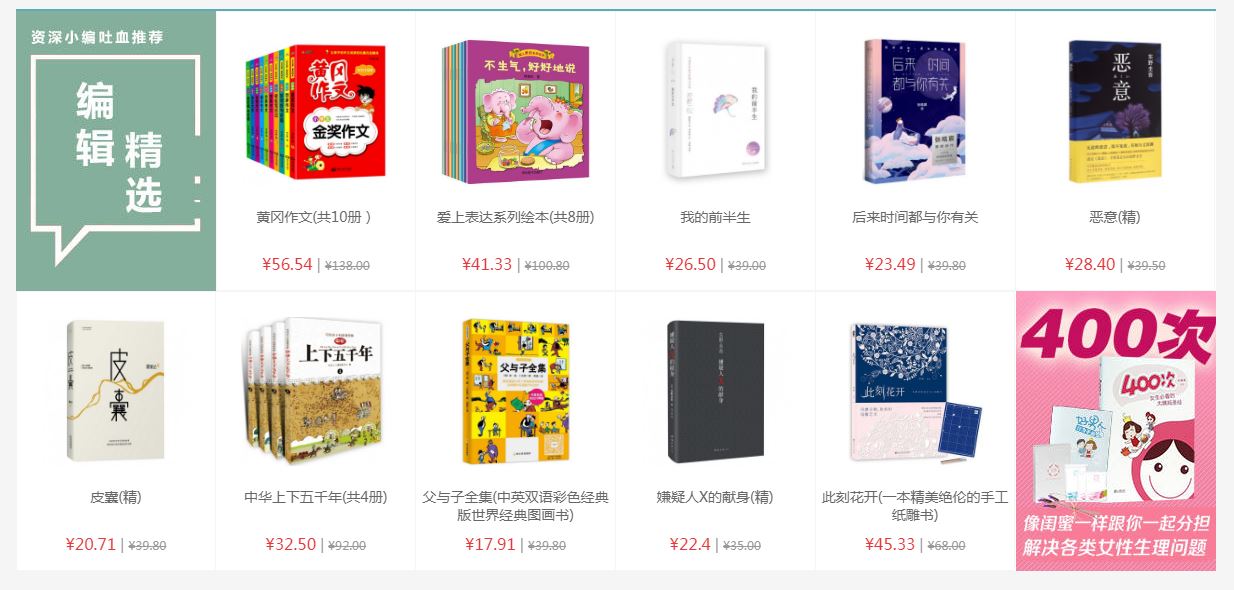 资深小编吐血推荐
编辑
精选
黄冈作文
小学生
金奖作文
黄冈作文(共10册 )
¥56.54 | ¥138.00
不生气,好好地说
爱上表达系列绘本(共8册)
¥41.33 | ¥100.80
我的前半生
我的前半生
¥26.50 | ¥39.00
后来时间
都与你有关
后来时间都与你有关
¥23.49 | ¥39.80
东野圭吾
恶意
恶意(精)
¥28.40 | ¥39.50
皮囊
皮囊(精)
¥20.71 | ¥39.80
上下五千年
中华上下五千年(共4册)
¥32.50 | ¥92.00
父与子全集
父与子全集(中英双语彩色经典
版世界经典图画书)
¥17.91 | ¥39.80
嫌疑人X的献身
嫌疑人X的献身(精)
¥22.4 | ¥35.00
此刻花开
此刻花开(一本精美绝伦的手工
纸雕书)
¥45.33 | ¥68.00
400次
400次
女生必看的
像闺蜜一样跟你一起分担
解决各类女性生理问题